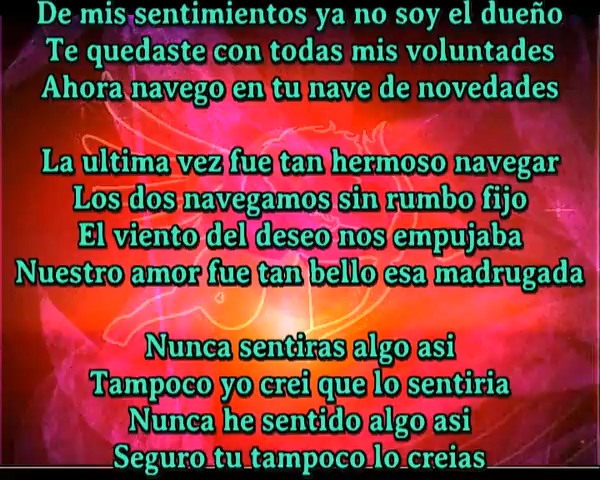 De mis sentimientos ya no soy el dueño
Te quedaste con todas mis voluntades
Ahora navego en tu nave de novedades
La ultima vez fue tan hermoso navegar
Los dos navegamos sin rumbo fijo
El viento del deseo nos empujaba
Nuestro amor fue tan bello esa madrugada
Nunca sentiras algo asi
Tampoco yo crei que lo sentiria
Nunca he sentido algo asi
Seguro tu tampoco lo creias